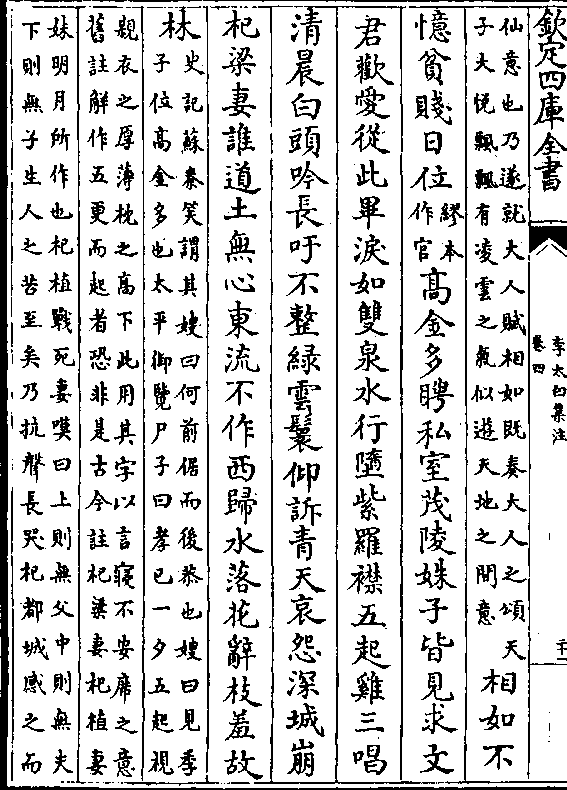 欽定四庫全書
李太白集注
卷四
仙意也乃遂就大人賦相如既奏大人之頌天
子大悅飄飄有凌雲之氣似遊天地之間意
相如不
憶貧賤日位
繆本
作官
高金多聘私室茂陵姝子皆見求文
君歡愛從此畢淚如雙泉水行墮紫羅襟五起雞三唱
清晨白頭吟長吁不整綠雲鬟仰訴青天哀怨深城崩
杞梁妻誰道土無心東流不作西歸水落花辭枝羞故
林
史記蘇秦笑謂其嫂曰何前倨而後恭也嫂曰見季
子位高金多也太平御覽尸子曰孝已一夕五起視
親衣之厚薄枕之高下此用其字以言寢不安席之意
舊註解作五更而起者恐非是古今註杞梁妻杞植妻
妹明月所作也杞植戰死妻嘆曰上則無父中則無夫
下則無子生人之苦至矣乃抗聲長哭杞都城感之而